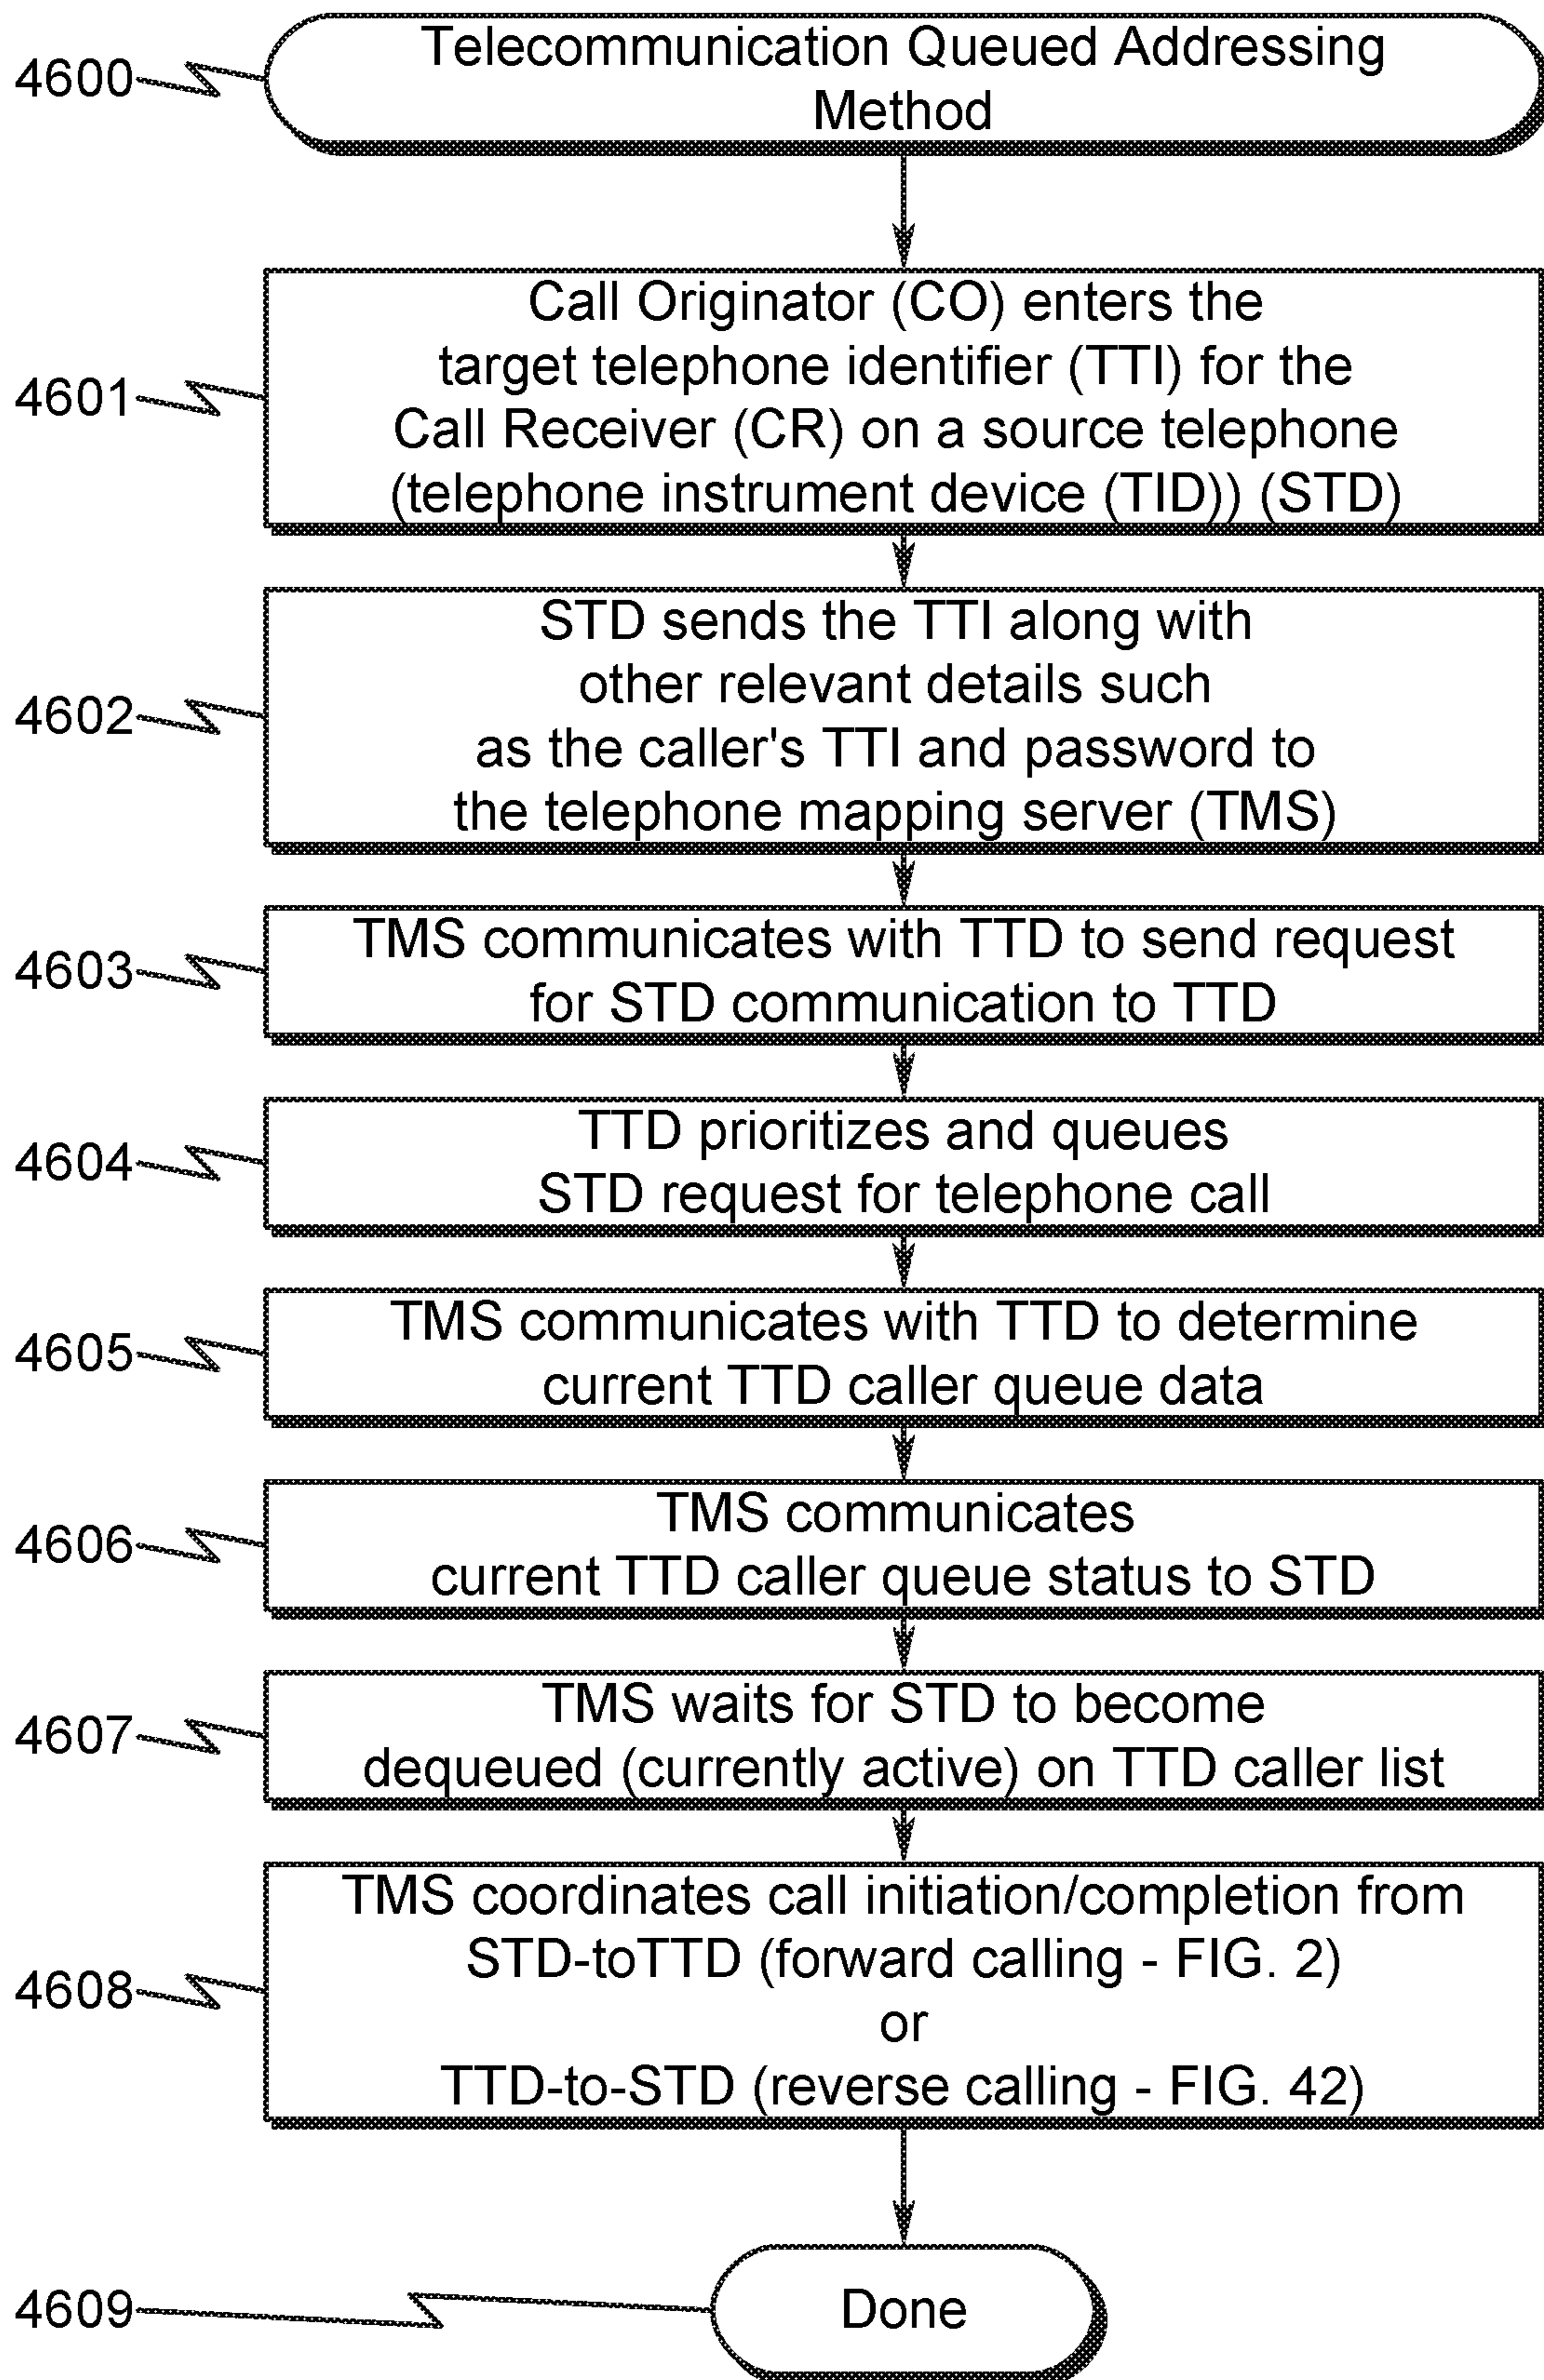 4600
Telecommunication Queued Addressing
Method
4601
Call Originator (CO) enters the
target telephone identifier (TTI) for the
Call Receiver (CR) on a source telephone
(telephone instrument device (TID)) (STD)
4602
STD sends the TTI along with
other relevant details such
as the caller's TTI and password to
the telephone mapping server (TMS)
4603
TMS communicates with TTD to send request
for STD communication to TTD
4604
TTD prioritizes and queues
STD request for telephone call
4605
TMS communicates with TTD to determine
current TTD caller queue data
4606
TMS communicates
current TTD caller queue status to STD
4607
TMS waits for STD to become
dequeued (currently active) on TTD caller list
4608
TMS coordinates call initiation/completion from
STD-toTTD (forward calling - FIG. 2)
or
TTD-to-STD (reverse calling - FIG. 42)
4609
Done